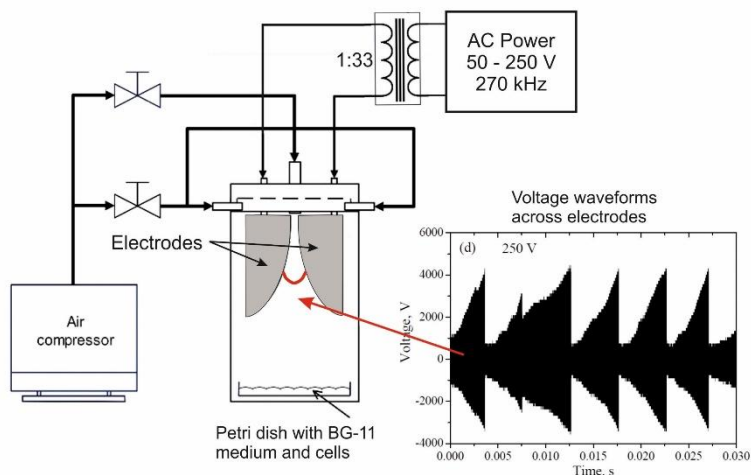 1:33
AC Power
50 - 250 V
270 kHz
Electrodes
Air
compressor
Petri dish with BG-11
medium and cells
Voltage waveforms
across electrodes
(d) 250 V
Voltage, V
6000
4000
2000
0
-2000
-4000
0.000 0.005 0.010 0.015 0.020 0.025 0.030
Time, s